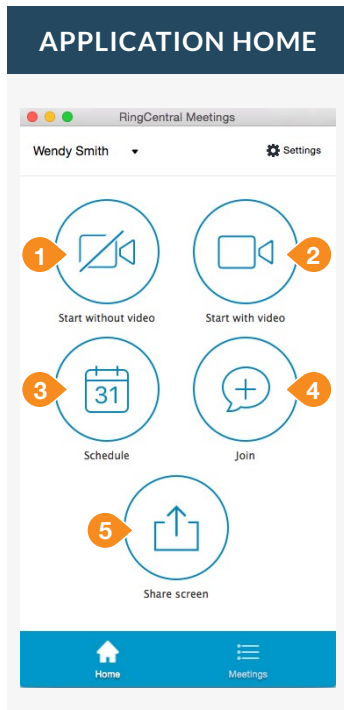 APPLICATION HOME
RingCentral Meetings
Wendy Smith
Settings
1
2
Start without video
Start with video
3
31
4
Schedule
Join
5
Share screen
Home
Meetings